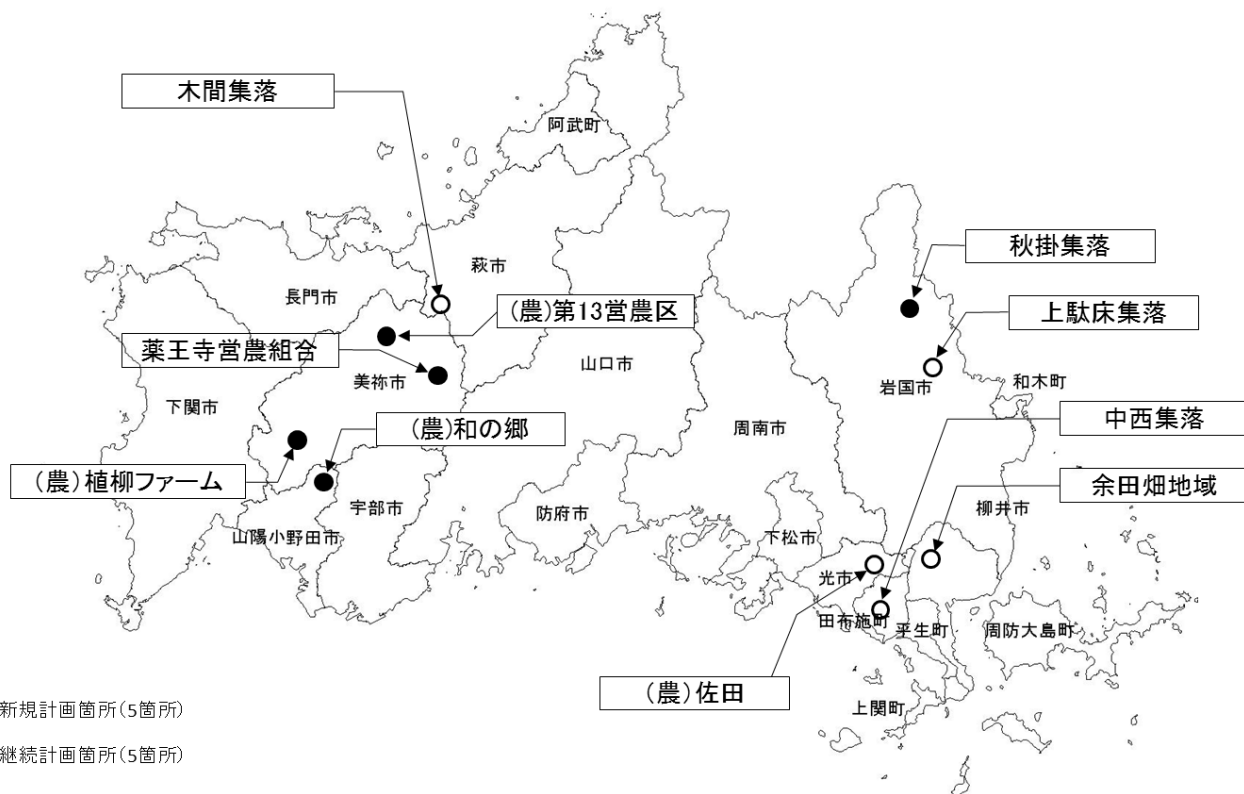 木間集落
阿武町
萩市
秋掛集落
長門市
(農)第13営農区
上駄床集落
薬王寺営農組合
美祢市
山口市
岩国市
和木町
下関市
(農)和の郷
周南市
中西集落
(農)植柳ファーム
宇部市
防府市
余田畑地域
柳井市
山陽小野田市
下松市
光市
田布施町
平生町
周防大島町
(農)佐田
上関町
新規計画箇所(5箇所)
継続計画箇所(5箇所)